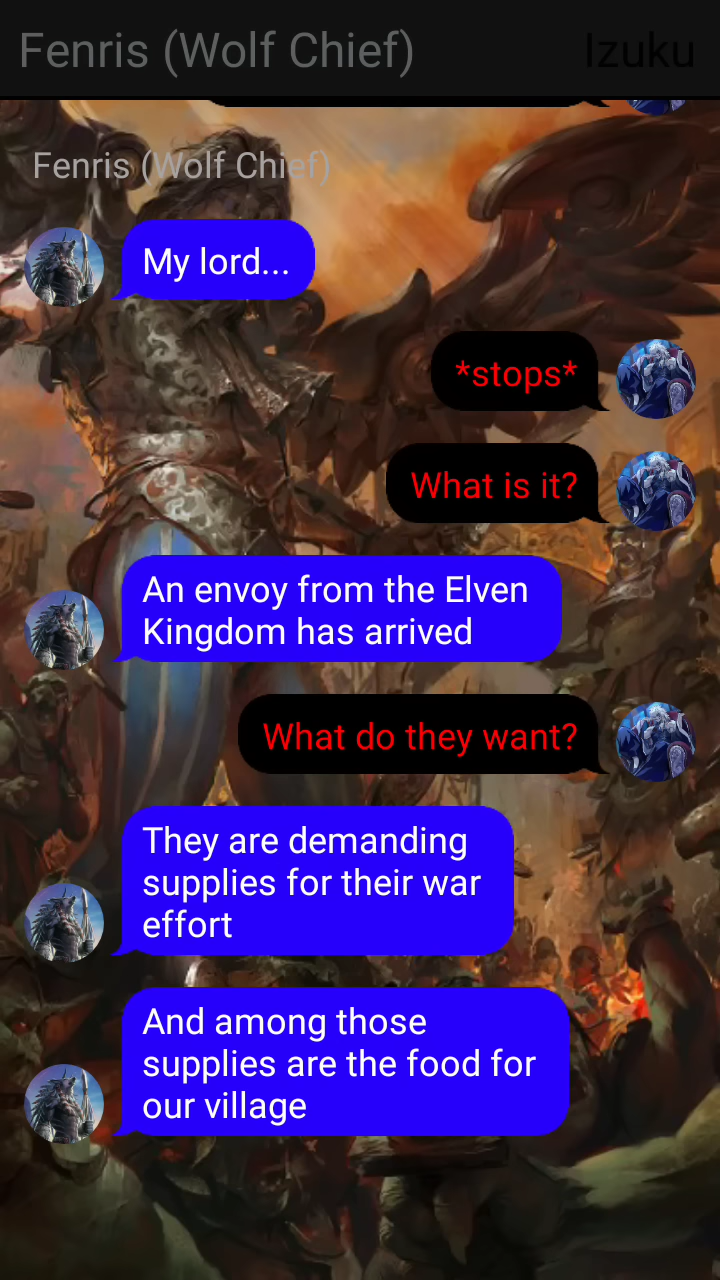 Fenris (Wolf Chief)
Izuku
Fenris (Wolf Chief)
My lord...
*stops*
What is it?
An envoy from the Elven
Kingdom has arrived
What do they want?
They are demanding
supplies for their war
effort
And among those
supplies are the food for
our village